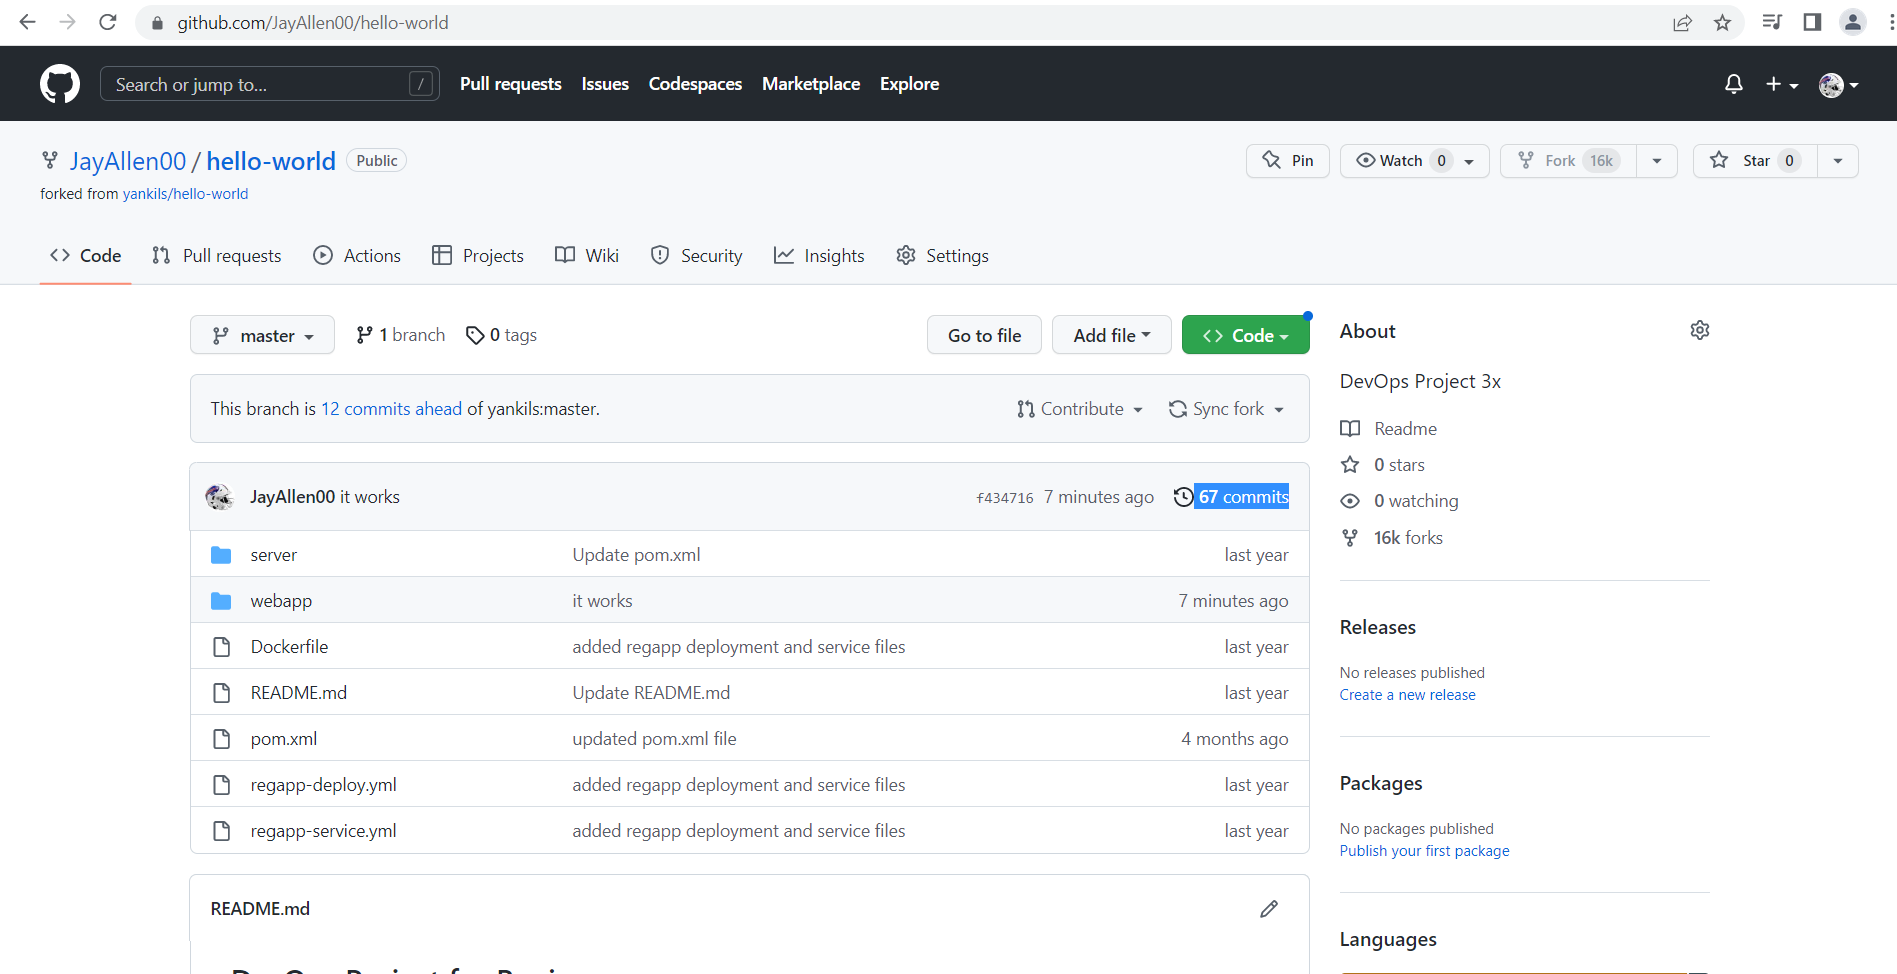 github.com/JayAllen00/hello-world
Search or jump to... / Pull requests Issues Codespaces Marketplace Explore
JayAllen00 / hello-world Public Pin Watch 0 Fork 16k Star 0
forked from yankils/hello-world
Code Pull requests Actions Projects Wiki Security Insights Settings
master 1 branch 0 tags Go to file Add file Code
This branch is 12 commits ahead of yankils:master. Contribute Sync fork
JayAllen00 it works f434716 7 minutes ago 67 commits
server Update pom.xml last year
webapp it works 7 minutes ago
Dockerfile added regapp deployment and service files last year
README.md Update README.md last year
pom.xml updated pom.xml file 4 months ago
regapp-deploy.yml added regapp deployment and service files last year
regapp-service.yml added regapp deployment and service files last year
README.md
About
DevOps Project 3x
Readme
0 stars
0 watching
16k forks
Releases
No releases published
Create a new release
Packages
No packages published
Publish your first package
Languages